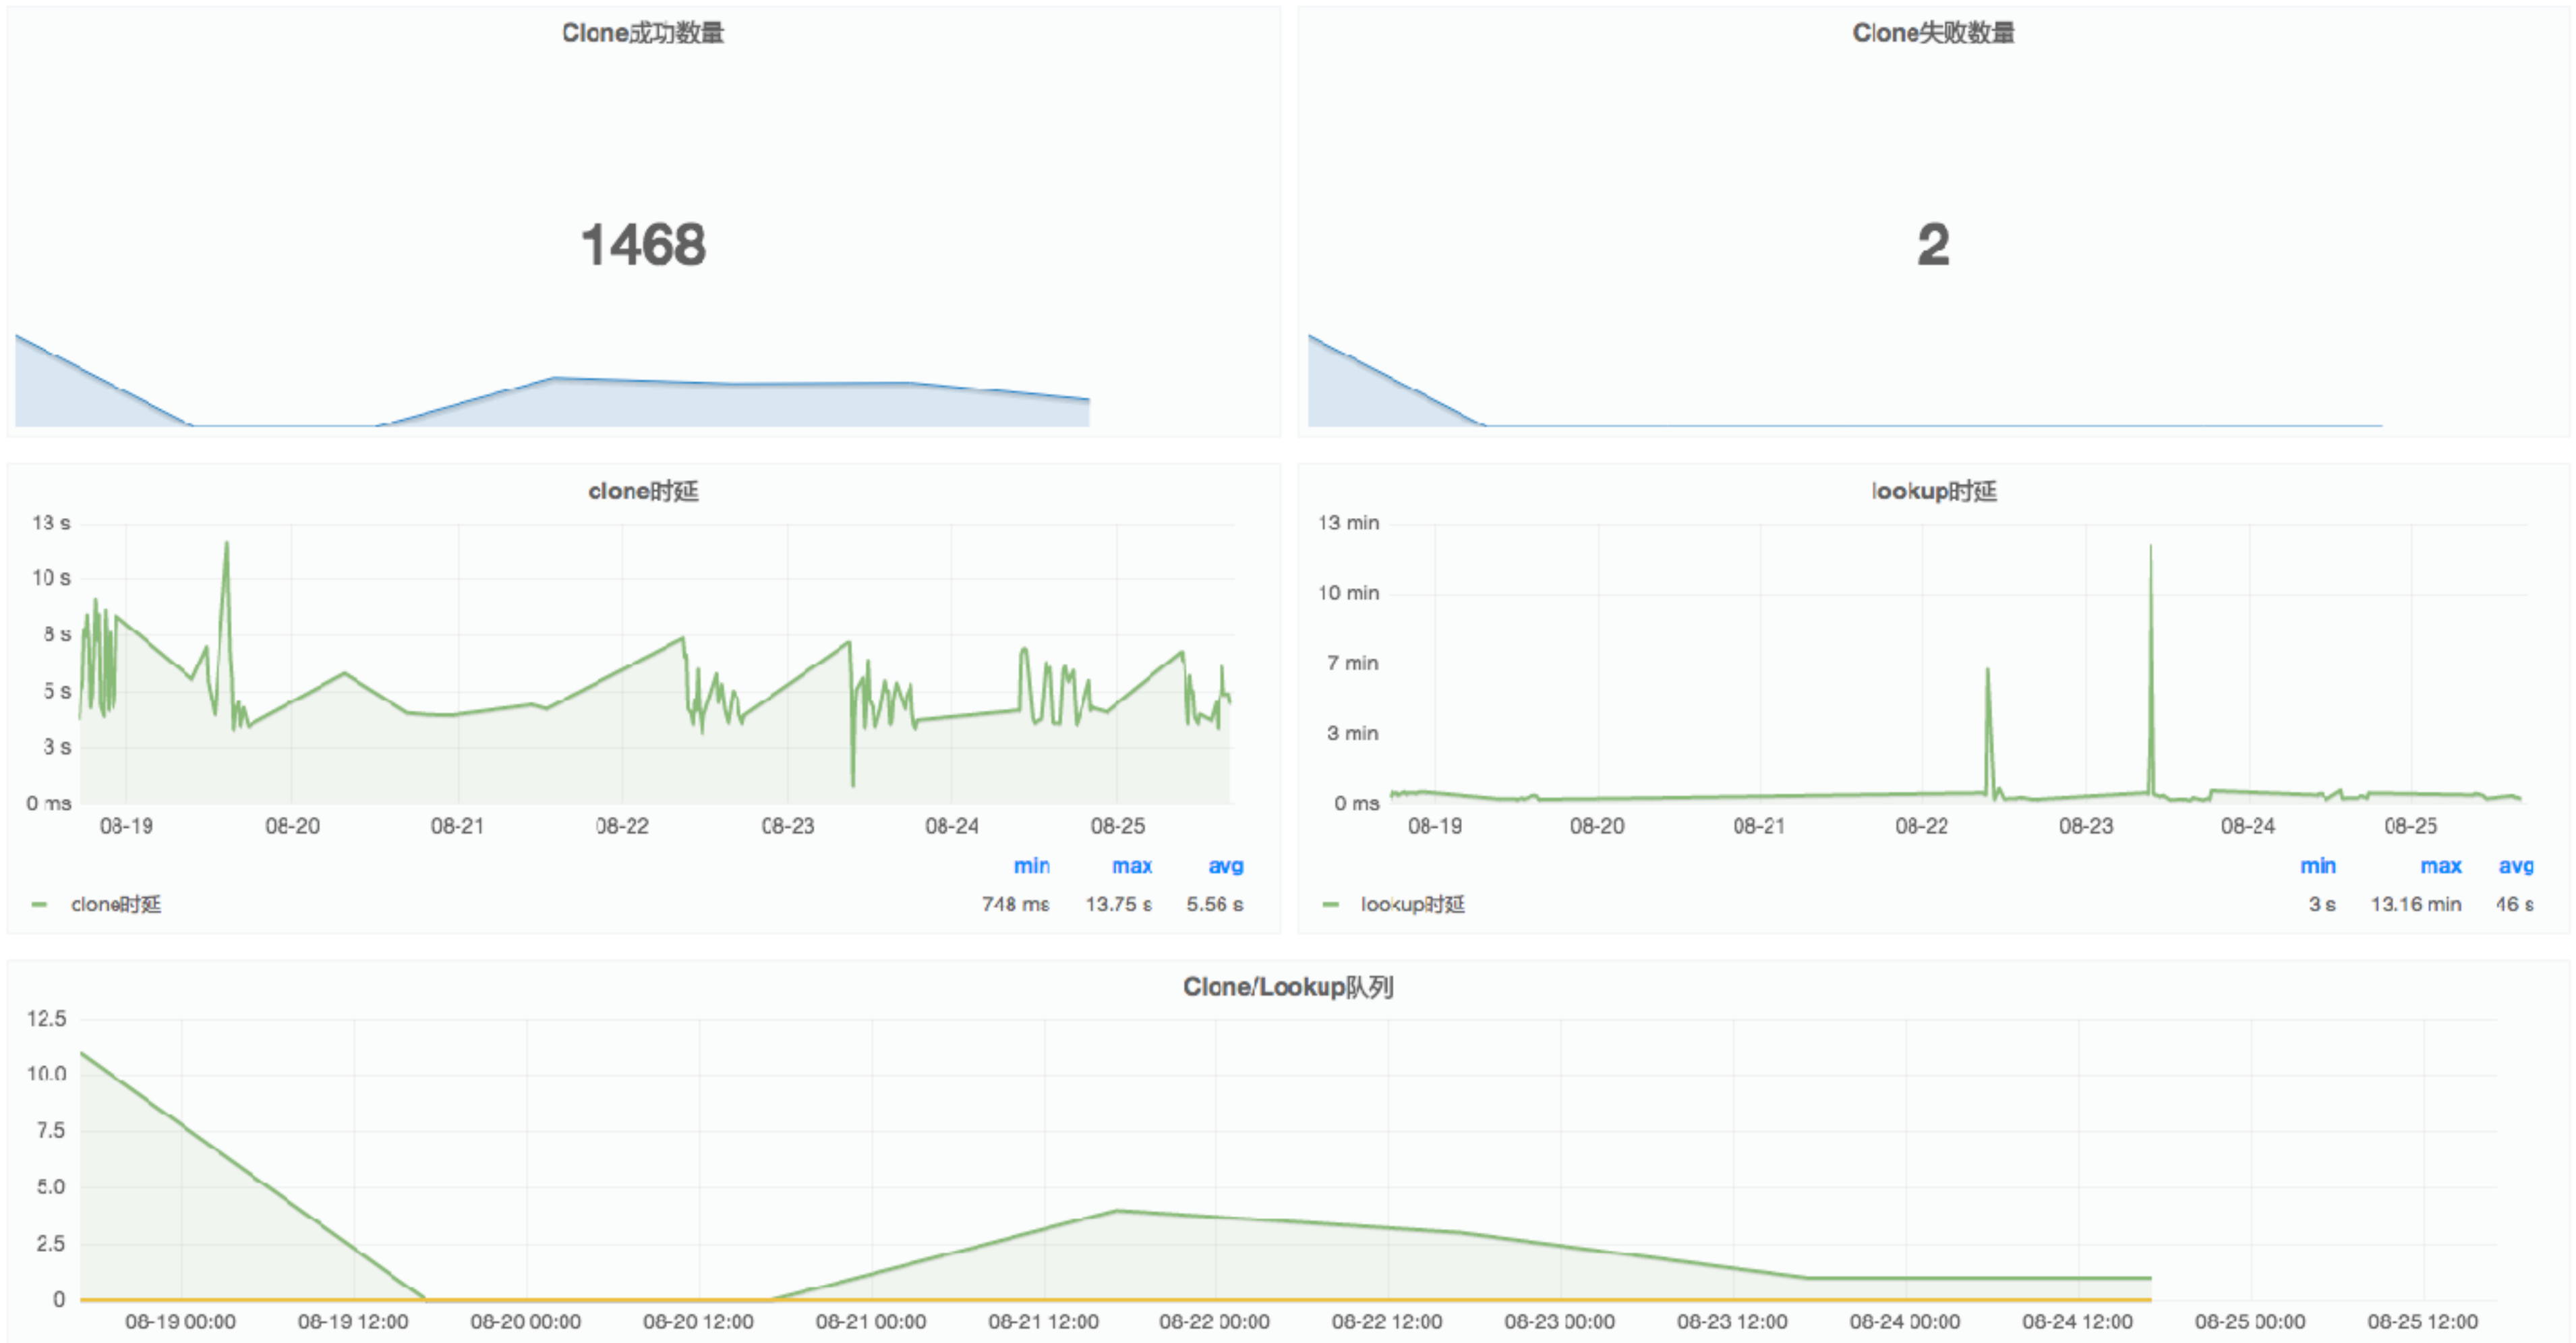 Clone成功数量
1468
Clone失败数量
2
clone时延
13 s
10 s
8 s
5 s
3 s
0 ms
08-19 08-20 08-21 08-22 08-23 08-24 08-25
min max avg
clone时延 748 ms 13.75 s 5.56 s
lookup时延
13 min
10 min
7 min
3 min
0 ms
08-19 08-20 08-21 08-22 08-23 08-24 08-25
min max avg
lookup时延 3 s 13.16 min 46 s
Clone/Lookup队列
12.5
10.0
7.5
5.0
2.5
0
08-19 00:00 08-19 12:00 08-20 00:00 08-20 12:00 08-21 00:00 08-21 12:00 08-22 00:00 08-22 12:00 08-23 00:00 08-23 12:00 08-24 00:00 08-24 12:00 08-25 00:00 08-25 12:00